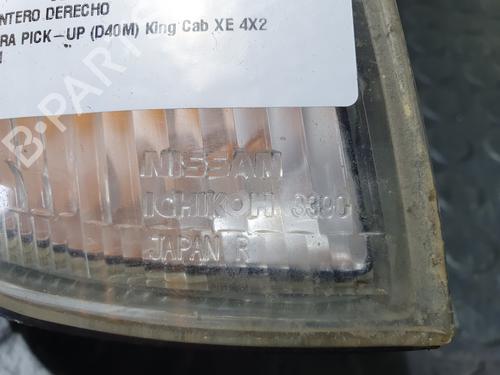 NTERO DERECHO
RA PICK-UP (D40M) King Cab XE 4X2
B-PARTS
NISSAN
ICHIKOH 3390
JAPAN R